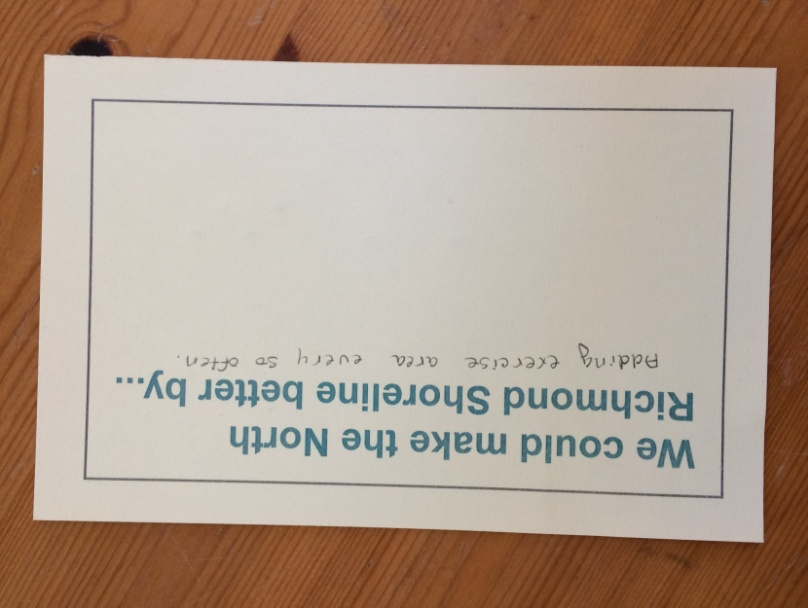 We could make the North
Richmond Shoreline better by...
Adding exercise area every so often.